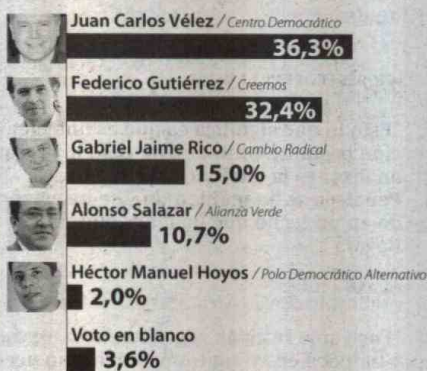 Juan Carlos Vélez / Centro Democrático
36,3%
Federico Gutiérrez / Creemos
32,4%
Gabriel Jaime Rico / Cambio Radical
15,0%
Alonso Salazar / Alianza Verde
10,7%
Héctor Manuel Hoyos / Polo Democrático Alternativo
2,0%
Voto en blanco
3,6%